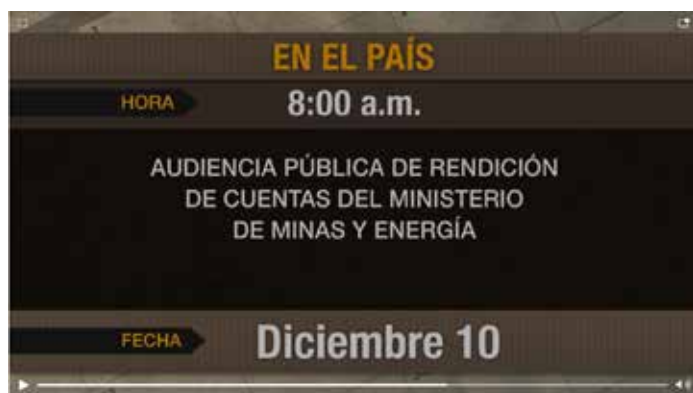 EN EL PAÍS
HORA
8:00 a.m.
AUDIENCIA PÚBLICA DE RENDICIÓN
DE CUENTAS DEL MINISTERIO
DE MINAS Y ENERGÍA
FECHA
Diciembre 10